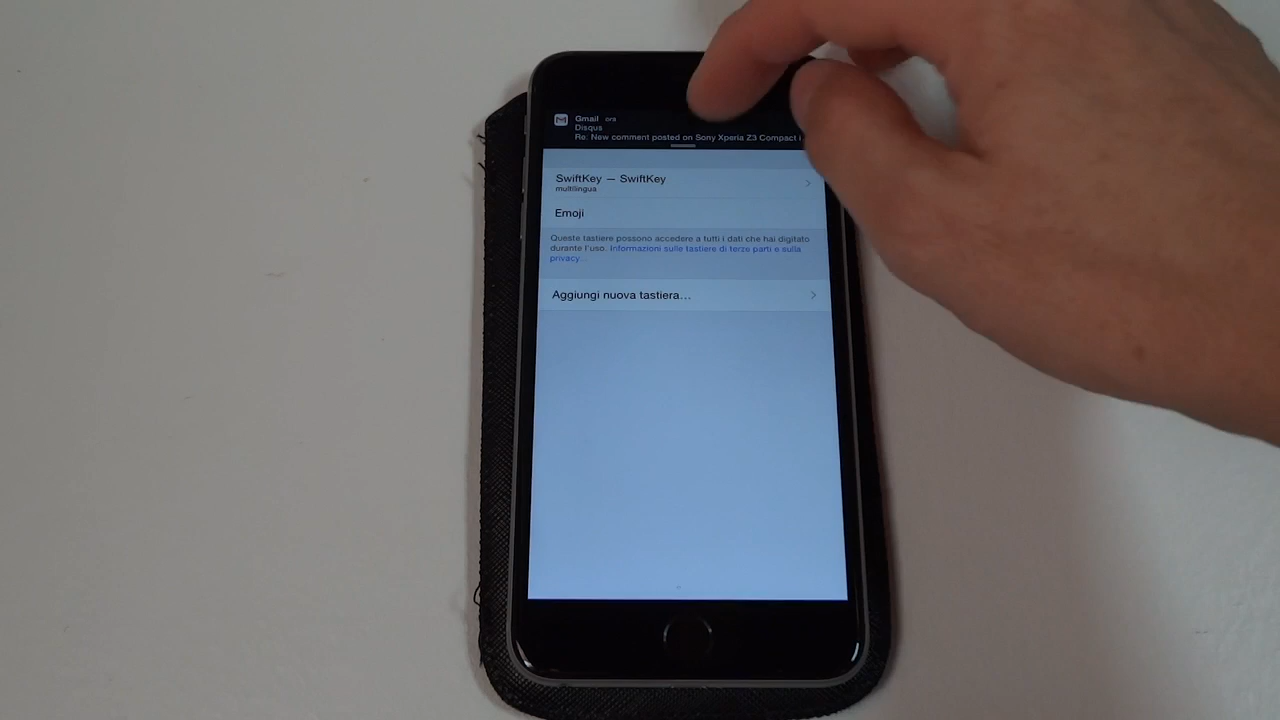 Gmail ora
Disqus
Re: New comment posted on Sony Xperia Z3 Compact i
SwiftKey — SwiftKey
multilingua
Emoji
Queste tastiere possono accedere a tutti i dati che hai digitato
durante l'uso. Informazioni sulle tastiere di terze parti e sulla
privacy...
Aggiungi nuova tastiera...